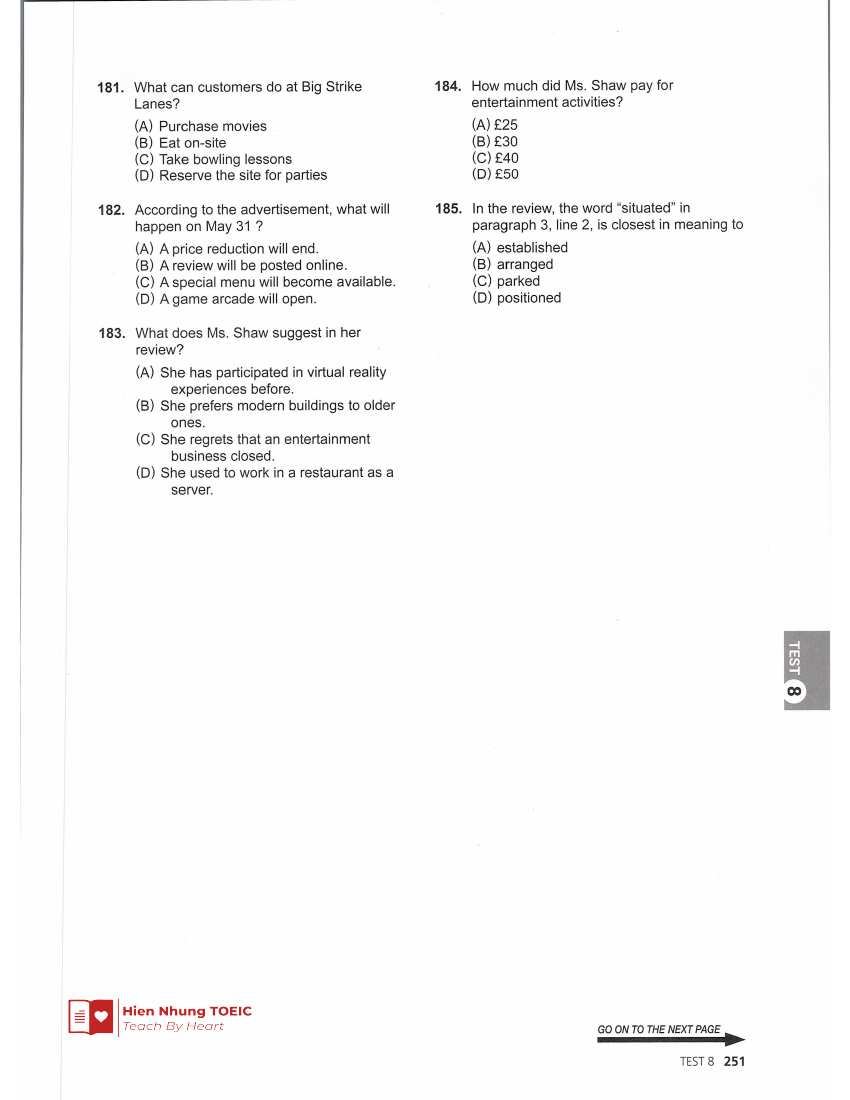 181. What can customers do at Big Strike
Lanes?
(A) Purchase movies
(B) Eat on-site
(C) Take bowling lessons
(D) Reserve the site for parties
182. According to the advertisement, what will
happen on May 31 ?
(A) A price reduction will end.
(B) A review will be posted online.
(C) A special menu will become available.
(D) A game arcade will open.
183. What does Ms. Shaw suggest in her
review?
(A) She has participated in virtual reality
experiences before.
(B) She prefers modern buildings to older
ones.
(C) She regrets that an entertainment
business closed.
(D) She used to work in a restaurant as a
server.
184. How much did Ms. Shaw pay for
entertainment activities?
(A) £25
(B) £30
(C) £40
(D) £50
185. In the review, the word “situated” in
paragraph 3, line 2, is closest in meaning to
(A) established
(B) arranged
(C) parked
(D) positioned
TEST 8
Hien Nhung TOEIC
Teach By Heart
GO ON TO THE NEXT PAGE
TEST 8 251